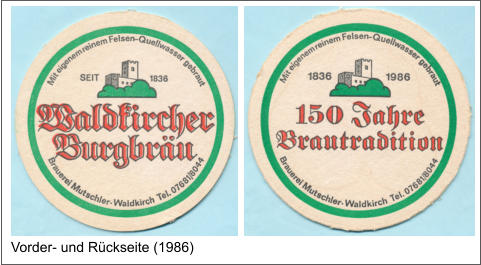 Mit eigenem reinem Felsen-Quellwasser gebraut
SEIT 1836
Waldkircher
Burgbräu
Brauerei Mutschler-Waldkirch Tel. 07681/8044
Mit eigenem reinem Felsen-Quellwasser gebraut
1836 1986
150 Jahre
Brautradition
Brauerei Mutschler-Waldkirch Tel. 07681/8044
Vorder- und Rückseite (1986)